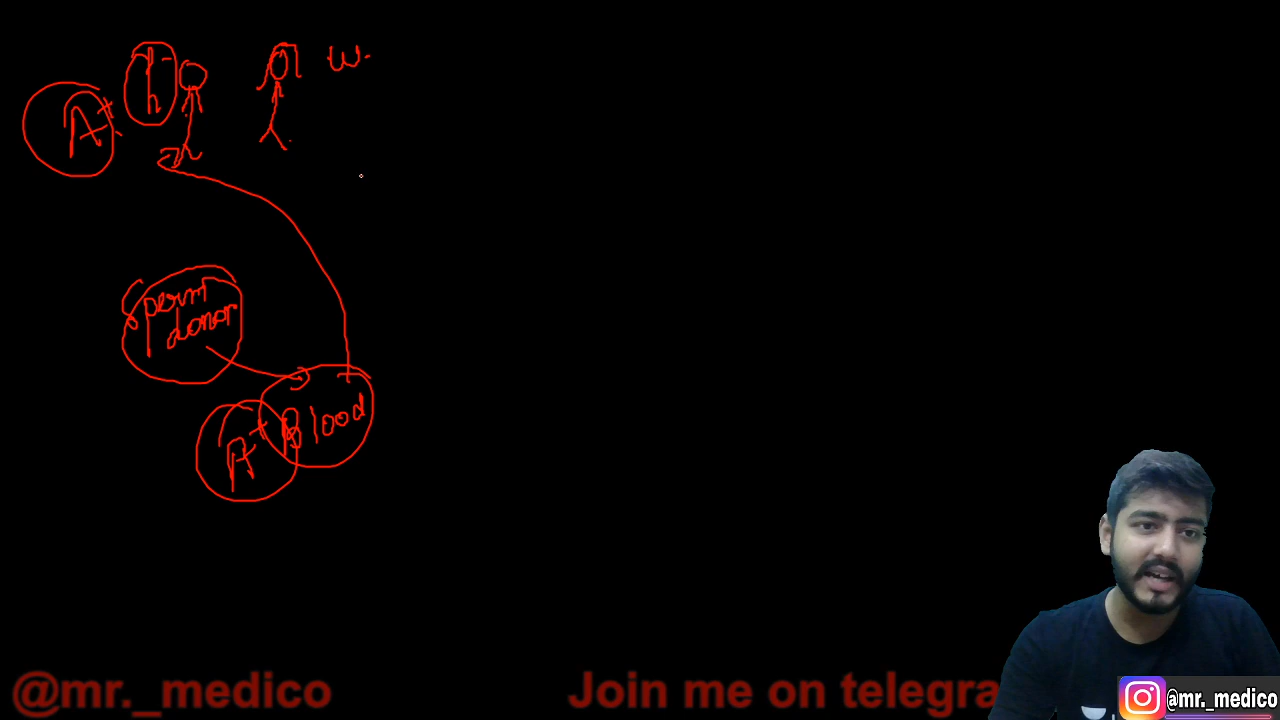 h
w.
A+
sperm
donor
Blood
A+
@mr._medico
Join me on telegra
@mr._medico